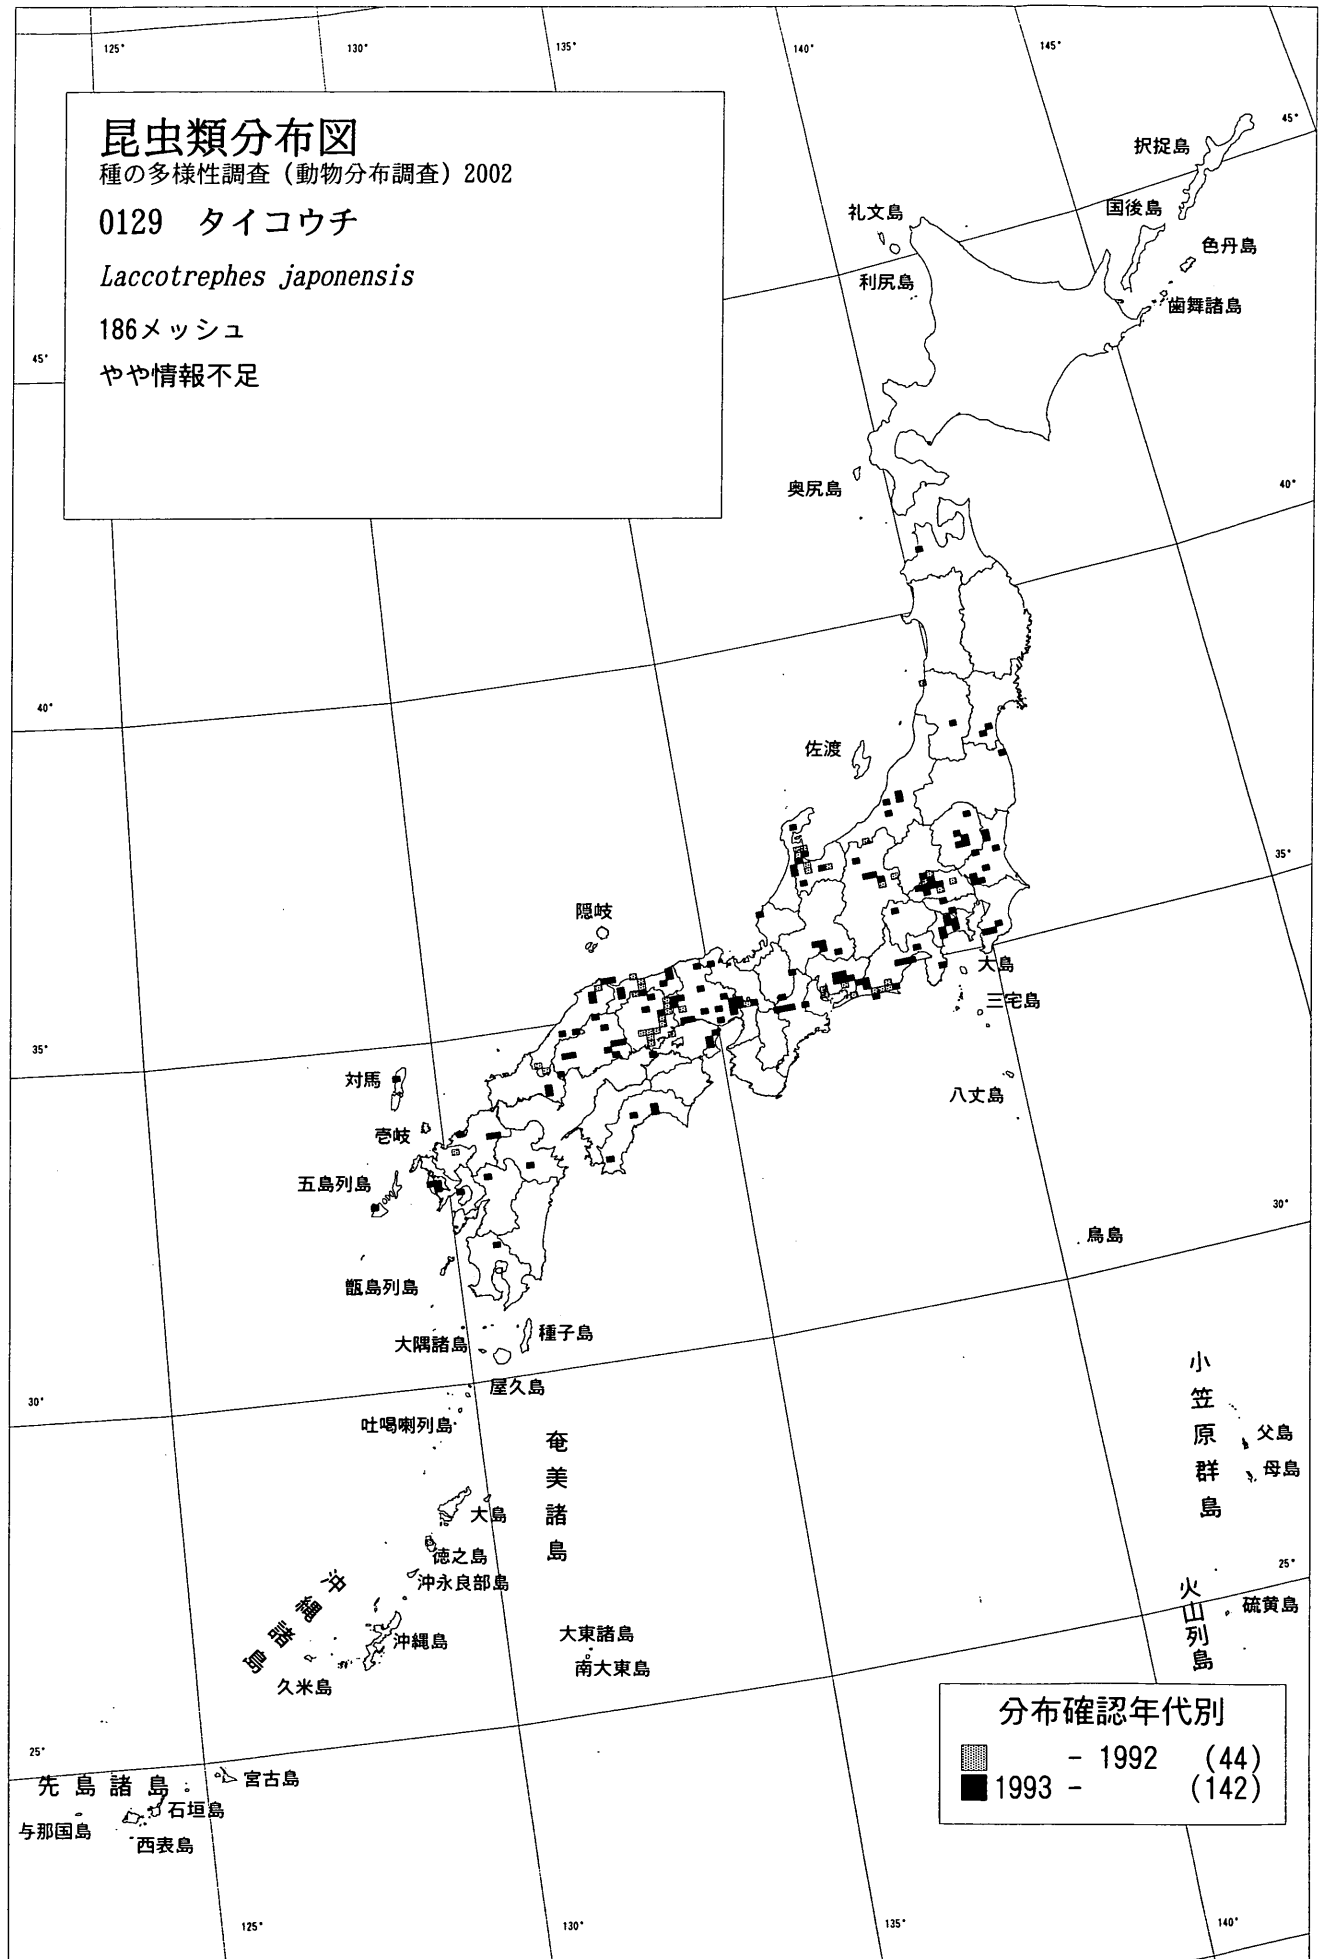 125°
130°
135°
140°
145°
昆虫類分布図
種の多様性調査（動物分布調査）2002
0129　タイコウチ
Laccotrephes japonensis
186メッシュ
やや情報不足
45°
択捉島
国後島
礼文島
色丹島
利尻島
歯舞諸島
45°
奥尻島
40°
40°
佐渡
35°
隠岐
大島
三宅島
35°
対馬
八丈島
壱岐
五島列島
30°
鳥島
甑島列島
大隅諸島
種子島
屋久島
30°
吐噶喇列島
奄美諸島
小笠原群島
父島
母島
大島
徳之島
沖永良部島
沖縄諸島
沖縄島
久米島
25°
火山列島
硫黄島
大東諸島
南大東島
分布確認年代別
- 1992 (44)
1993 - (142)
25°
先島諸島
宮古島
石垣島
与那国島
西表島
125°
130°
135°
140°